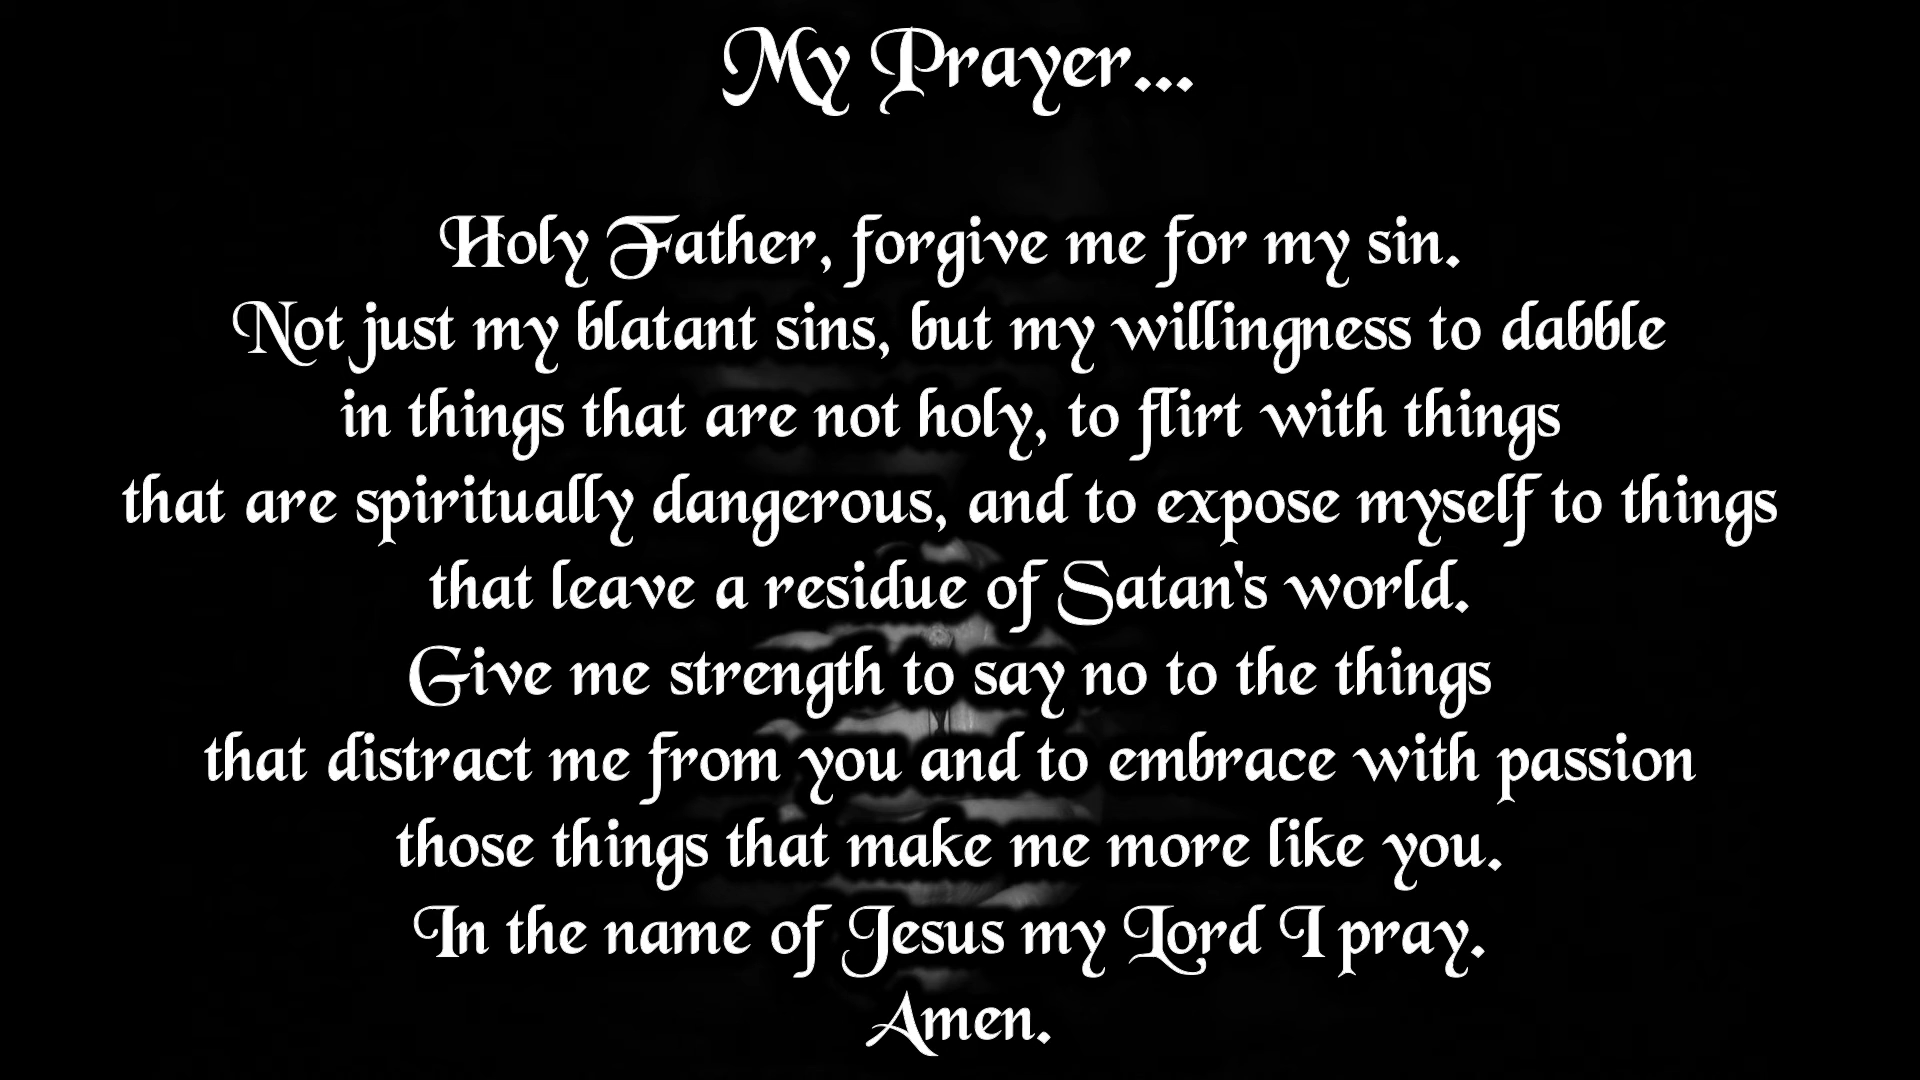 My Prayer...
Holy Father, forgive me for my sin.
Not just my blatant sins, but my willingness to dabble
in things that are not holy, to flirt with things
that are spiritually dangerous, and to expose myself to things
that leave a residue of Satan's world.
Give me strength to say no to the things
that distract me from you and to embrace with passion
those things that make me more like you.
In the name of Jesus my Lord I pray.
Amen.